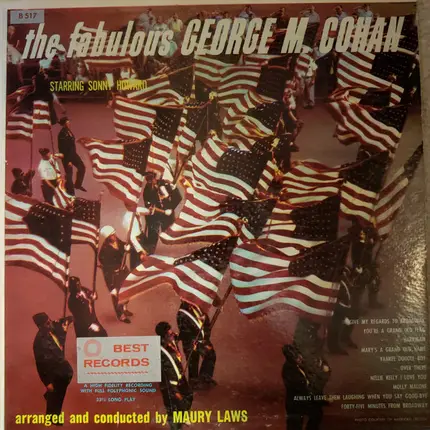 B 517
the fabulous GEORGE M. COHAN
STARRING SONNY HOWARD
GIVE MY REGARDS TO BROADWAY
YOU'RE A GRAND OLD FLAG
HARRIGAN
MARY'S A GRAND OLD NAME
YANKEE DOODLE BOY
OVER THERE
NELLIE KELLY I LOVE YOU
MOLLY MALONE
ALWAYS LEAVE THEM LAUGHING WHEN YOU SAY GOOD-BYE
FORTY-FIVE MINUTES FROM BROADWAY
BEST
RECORDS
A HIGH FIDELITY RECORDING
WITH FULL POLYPHONIC SOUND
33⅓ LONG PLAY
arranged and conducted by MAURY LAWS